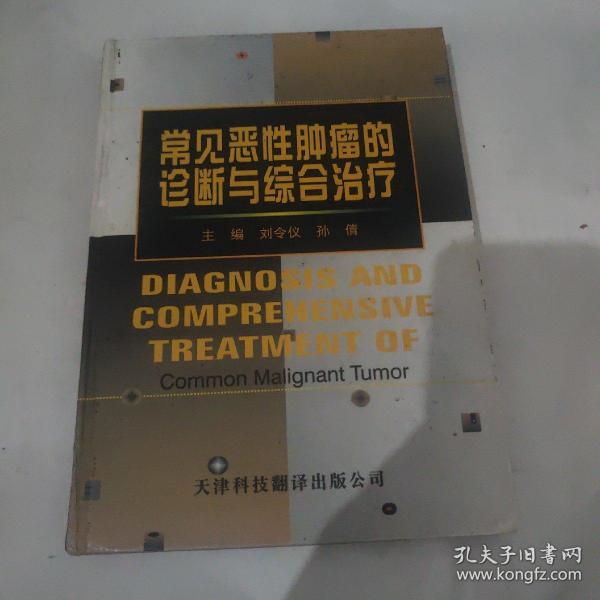 常见恶性肿瘤的
诊断与综合治疗
主 编 刘令仪 孙 倩
DIAGNOSIS AND
COMPREHENSIVE
TREATMENT OF
Common Malignant Tumor
天津科技翻译出版公司
孔夫子旧书网
www.kongfz.com